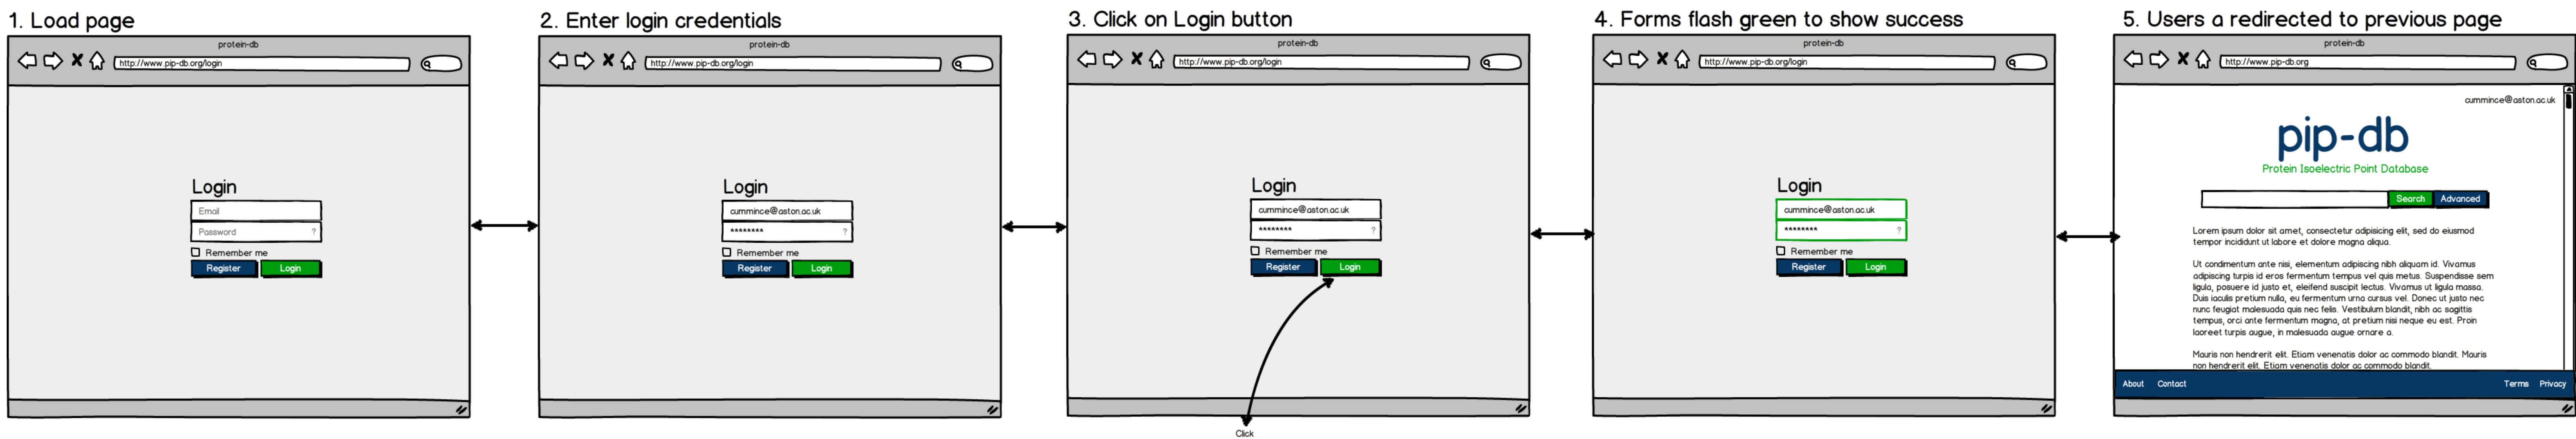 1. Load page
protein-db
http://www.pip-db.org/login
Login
Email
Password ?
Remember me
Register Login
2. Enter login credentials
protein-db
http://www.pip-db.org/login
Login
cummince@aston.ac.uk
******** ?
Remember me
Register Login
3. Click on Login button
protein-db
http://www.pip-db.org/login
Login
cummince@aston.ac.uk
******** ?
Remember me
Register Login
Click
4. Forms flash green to show success
protein-db
http://www.pip-db.org/login
Login
cummince@aston.ac.uk
******** ?
Remember me
Register Login
5. Users a redirected to previous page
protein-db
http://www.pip-db.org
cummince@aston.ac.uk
pip-db
Protein Isoelectric Point Database
Search Advanced
Lorem ipsum dolor sit amet, consectetur adipisicing elit, sed do eiusmod
tempor incididunt ut labore et dolore magna aliqua.
Ut condimentum ante nisi, elementum adipiscing nibh aliquam id. Vivamus
adipiscing turpis id eros fermentum tempus vel quis metus. Suspendisse sem
ligula, posuere id justo et, eleifend suscipit lectus. Vivamus ut ligula massa.
Duis iaculis pretium nulla, eu fermentum urna cursus vel. Donec ut justo nec
nunc feugiat malesuada quis nec felis. Vestibulum blandit, nibh ac sagittis
tempus, orci ante fermentum magna, at pretium nisi neque eu est. Proin
laoreet turpis augue, in malesuada augue ornare a.
Mauris non hendrerit elit. Etiam venenatis dolor ac commodo blandit. Mauris
non hendrerit elit. Etiam venenatis dolor ac commodo blandit.
About Contact Terms Privacy